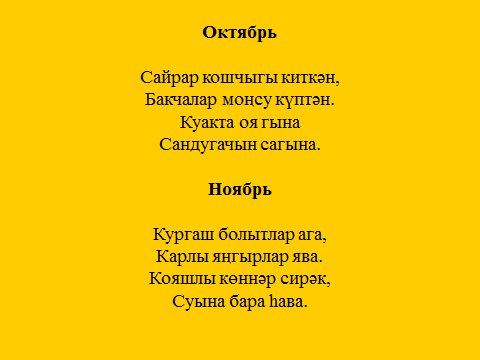 Октябрь
Сайрар кошчыгы киткән,
Бакчалар моңсу күптән.
Куакта оя гына
Сандугачын сагына.
Ноябрь
Кургаш болытлар ага,
Карлы яңгырлар ява.
Кояшлы көннәр сирәк,
Суына бара һава.